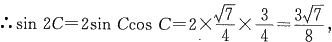 ∴sin 2C=2sin Ccos C=2×√7/4×3/4=3√7/8,